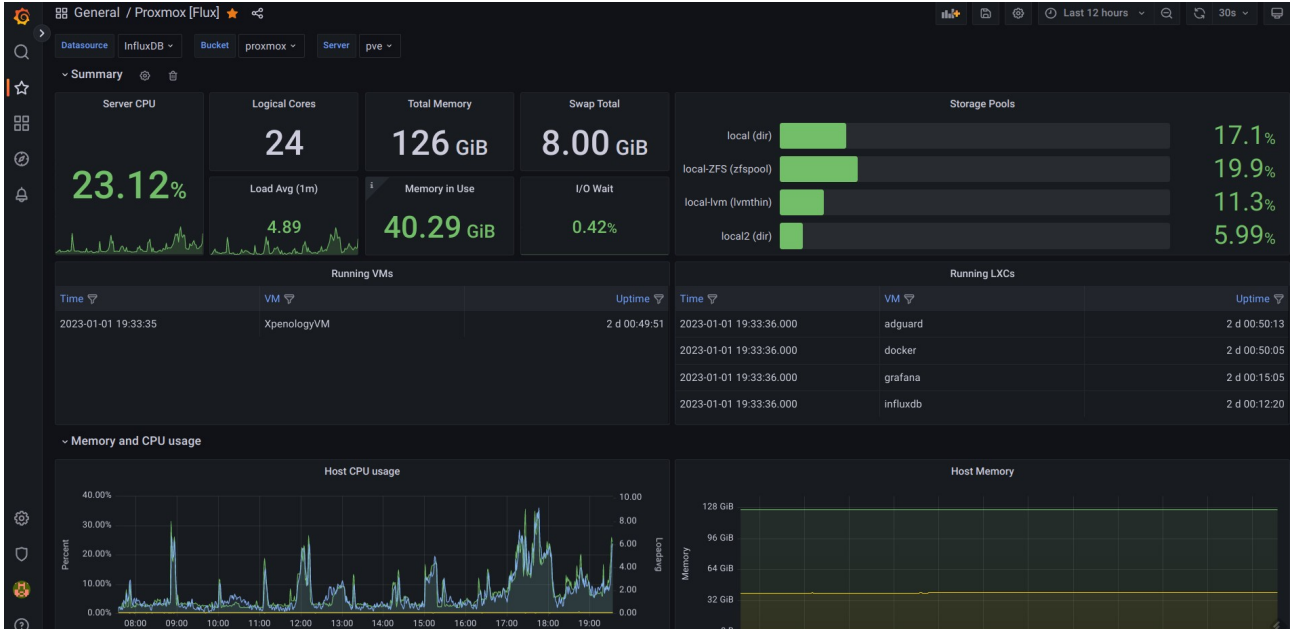 General / Proxmox [Flux]
Last 12 hours
30s
Datasource InfluxDB Bucket proxmox Server pve
Summary
Server CPU
23.12%
Logical Cores
24
Total Memory
126 GiB
Swap Total
8.00 GiB
Load Avg (1m)
4.89
Memory in Use
40.29 GiB
I/O Wait
0.42%
Storage Pools
local (dir) 17.1%
local-ZFS (zfspool) 19.9%
local-lvm (lvmthin) 11.3%
local2 (dir) 5.99%
Running VMs
Time VM Uptime
2023-01-01 19:33:35 XpenologyVM 2 d 00:49:51
Running LXCs
Time VM Uptime
2023-01-01 19:33:36.000 adguard 2 d 00:50:13
2023-01-01 19:33:36.000 docker 2 d 00:50:05
2023-01-01 19:33:36.000 grafana 2 d 00:15:05
2023-01-01 19:33:36.000 influxdb 2 d 00:12:20
Memory and CPU usage
Host CPU usage
Percent
40.00%
30.00%
20.00%
10.00%
0.00%
10.00
8.00
6.00
4.00
2.00
0.00
Loadavg
08:00 09:00 10:00 11:00 12:00 13:00 14:00 15:00 16:00 17:00 18:00 19:00
Host Memory
Memory
128 GiB
96 GiB
64 GiB
32 GiB